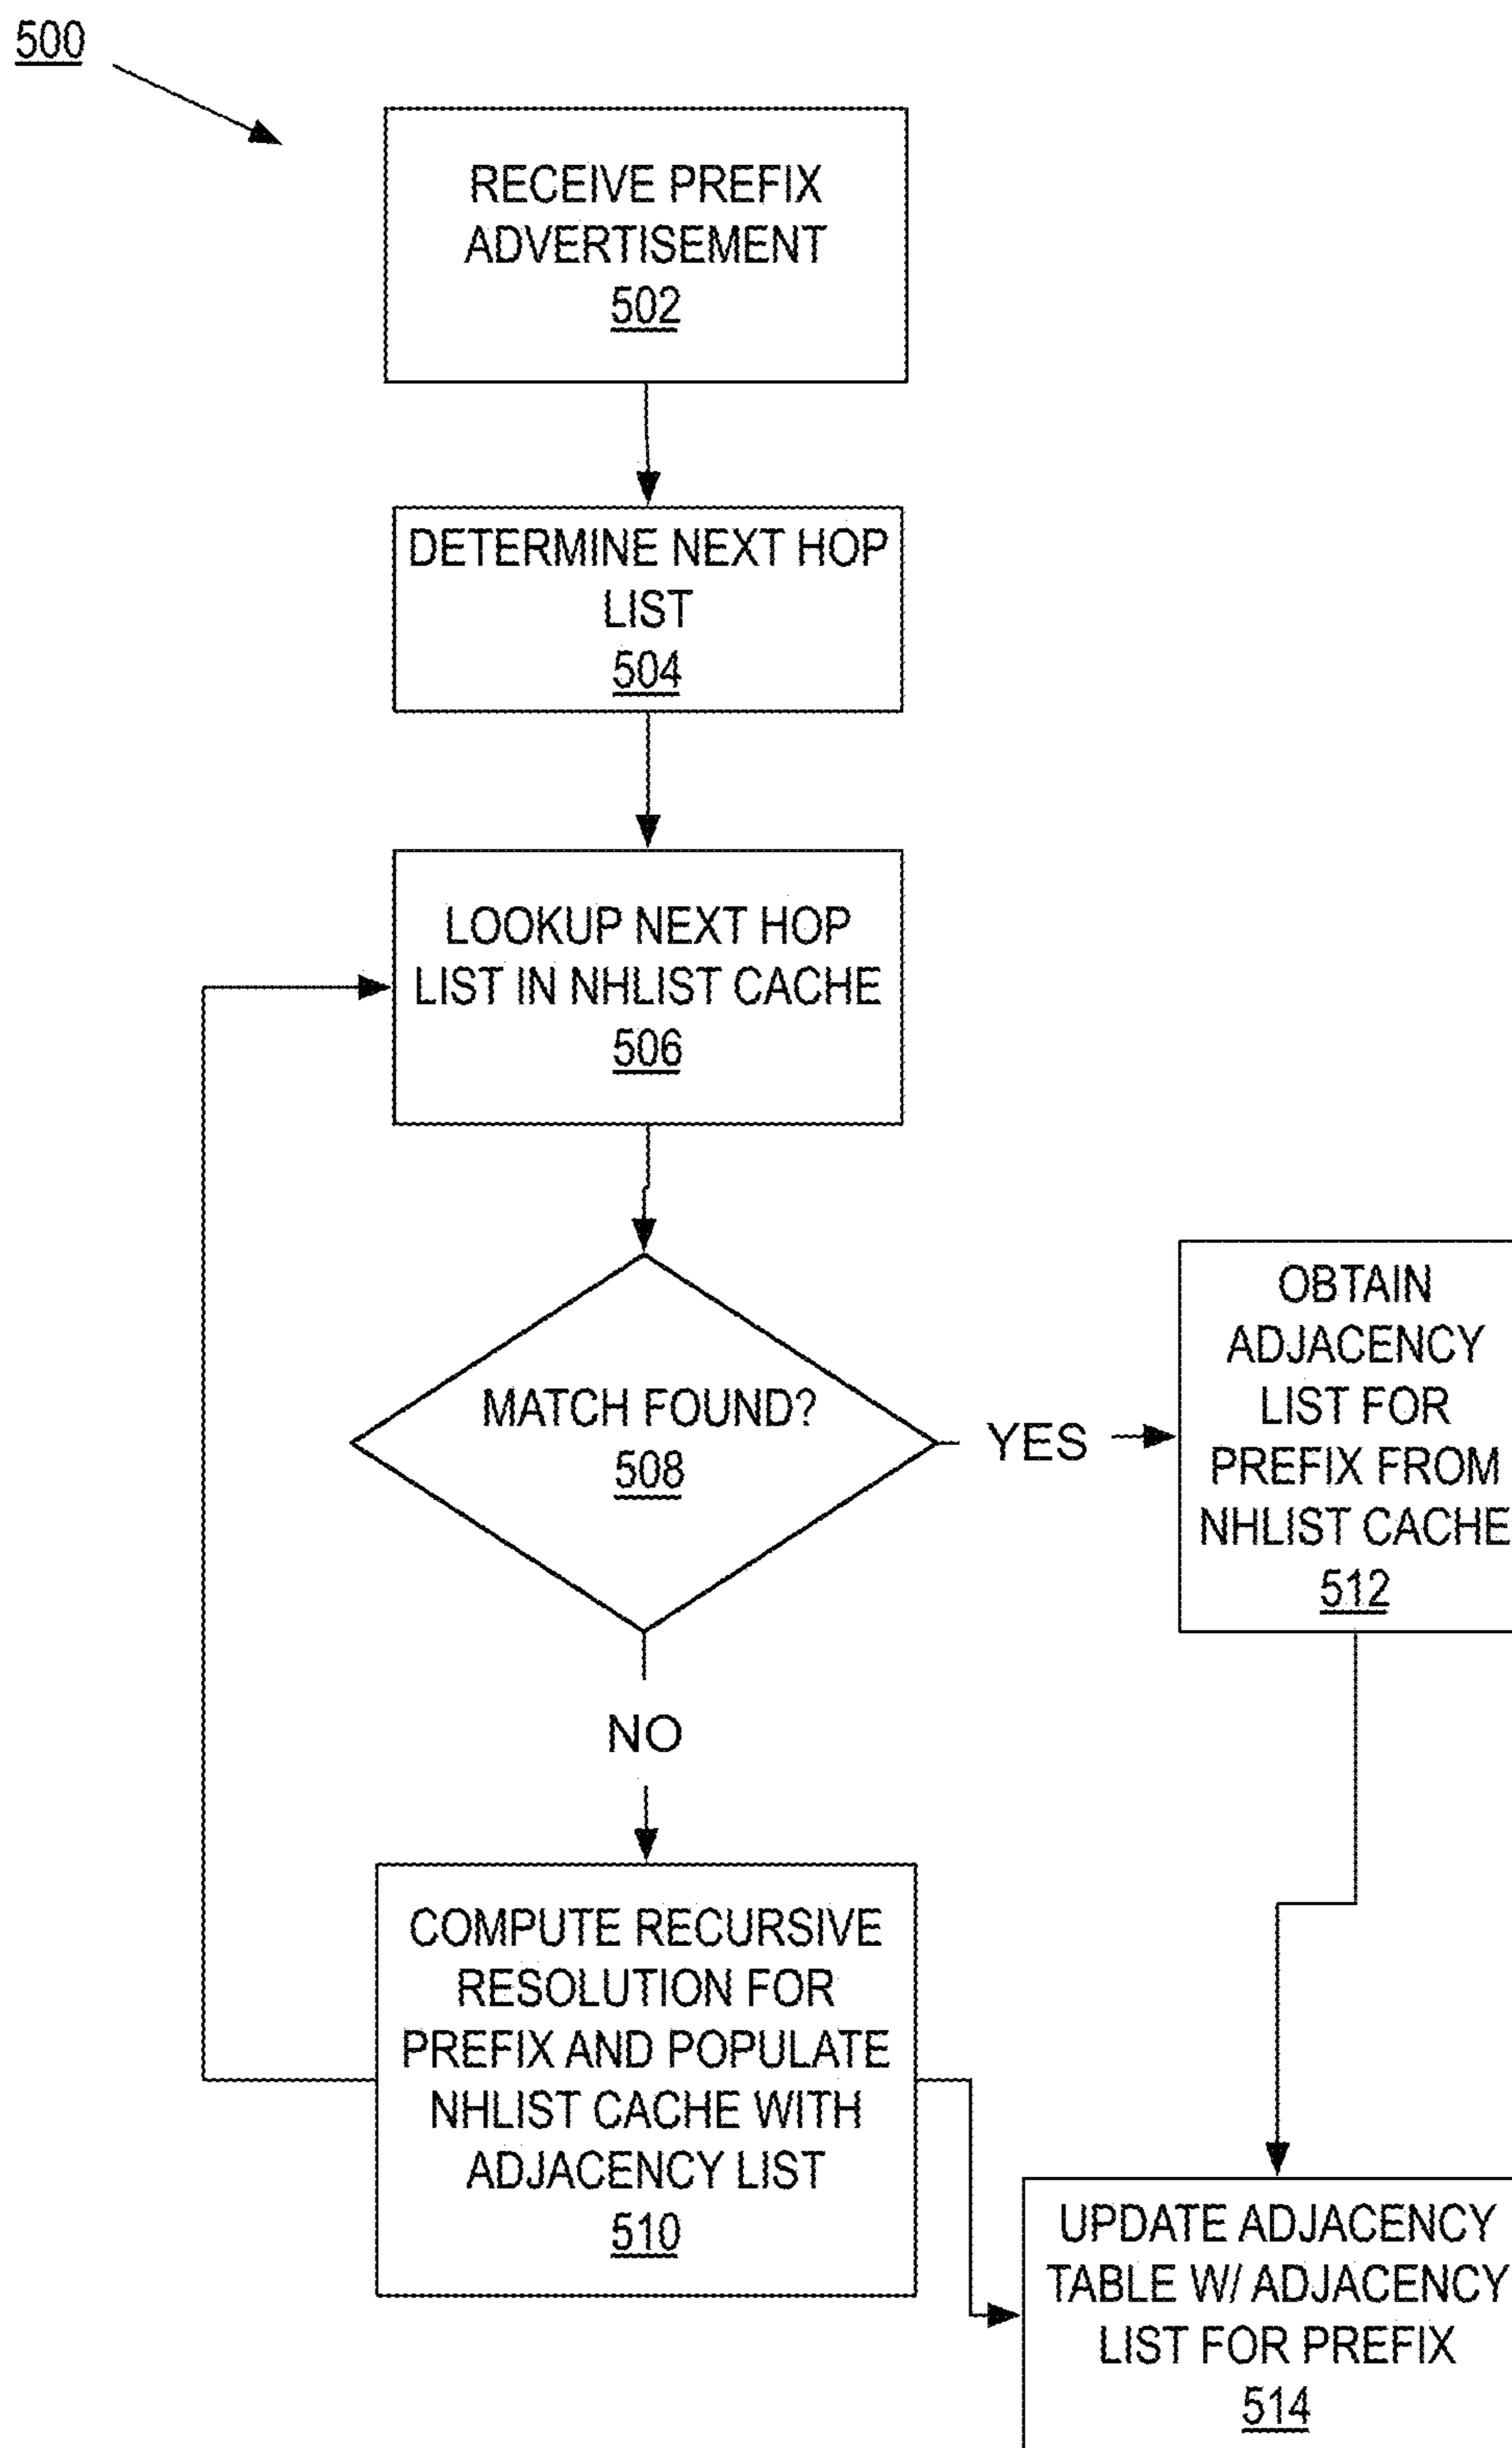 500
RECEIVE PREFIX
ADVERTISEMENT
502
DETERMINE NEXT HOP
LIST
504
LOOKUP NEXT HOP
LIST IN NHLIST CACHE
506
MATCH FOUND?
508
YES
OBTAIN
ADJACENCY
LIST FOR
PREFIX FROM
NHLIST CACHE
512
NO
COMPUTE RECURSIVE
RESOLUTION FOR
PREFIX AND POPULATE
NHLIST CACHE WITH
ADJACENCY LIST
510
UPDATE ADJACENCY
TABLE W/ ADJACENCY
LIST FOR PREFIX
514